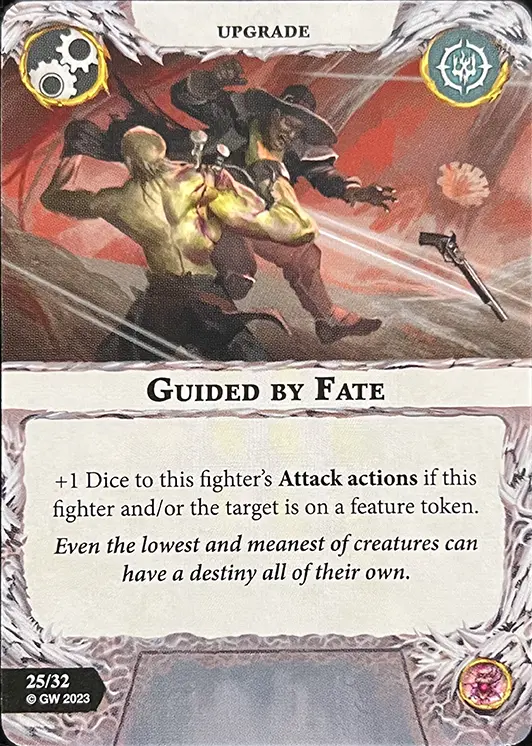 UPGRADE
GUIDED BY FATE
+1 Dice to this fighter's Attack actions if this
fighter and/or the target is on a feature token.
Even the lowest and meanest of creatures can
have a destiny all of their own.
25/32
© GW 2023